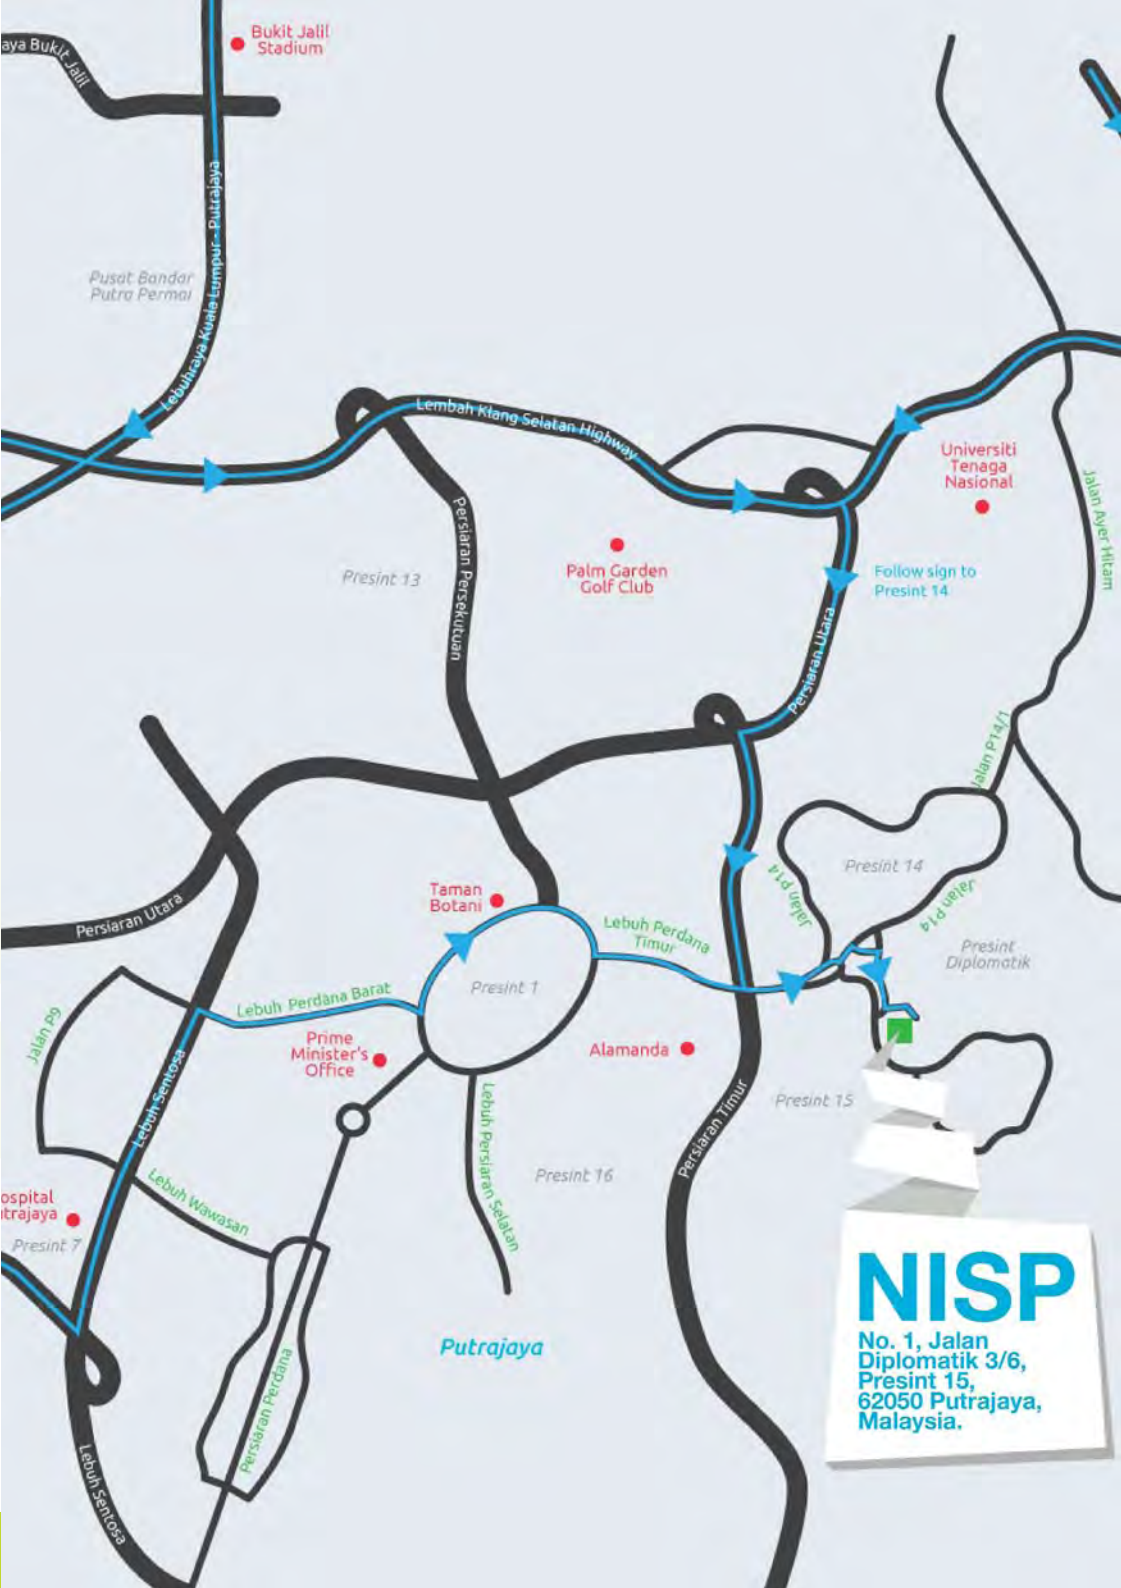 Bukit Jalil
Stadium
aya Bukit Jalil
Lebuhraya Kuala Lumpur - Putrajaya
Pusat Bandar
Putra Permai
Lembah Klang Selatan Highway
Universiti
Tenaga
Nasional
Jalan Ayer Hitam
Persiaran Persekutuan
Presint 13
Palm Garden
Golf Club
Follow sign to
Presint 14
Persiaran Utara
Jalan P14/1
Presint 14
Jalan p14
Jalan P14
Taman
Botani
Persiaran Utara
Lebuh Perdana
Timur
Presint
Diplomatik
Presint 1
Lebuh Perdana Barat
Jalan P9
Prime
Minister's
Office
Alamanda
Lebuh Sentosa
Presint 15
Lebuh Persiaran Selatan
Persiaran Timur
Presint 16
Lebuh Wawasan
ospital
trajaya
Presint 7
Putrajaya
Persiaran Perdana
Lebuh Sentosa
NISP
No. 1, Jalan
Diplomatik 3/6,
Presint 15,
62050 Putrajaya,
Malaysia.